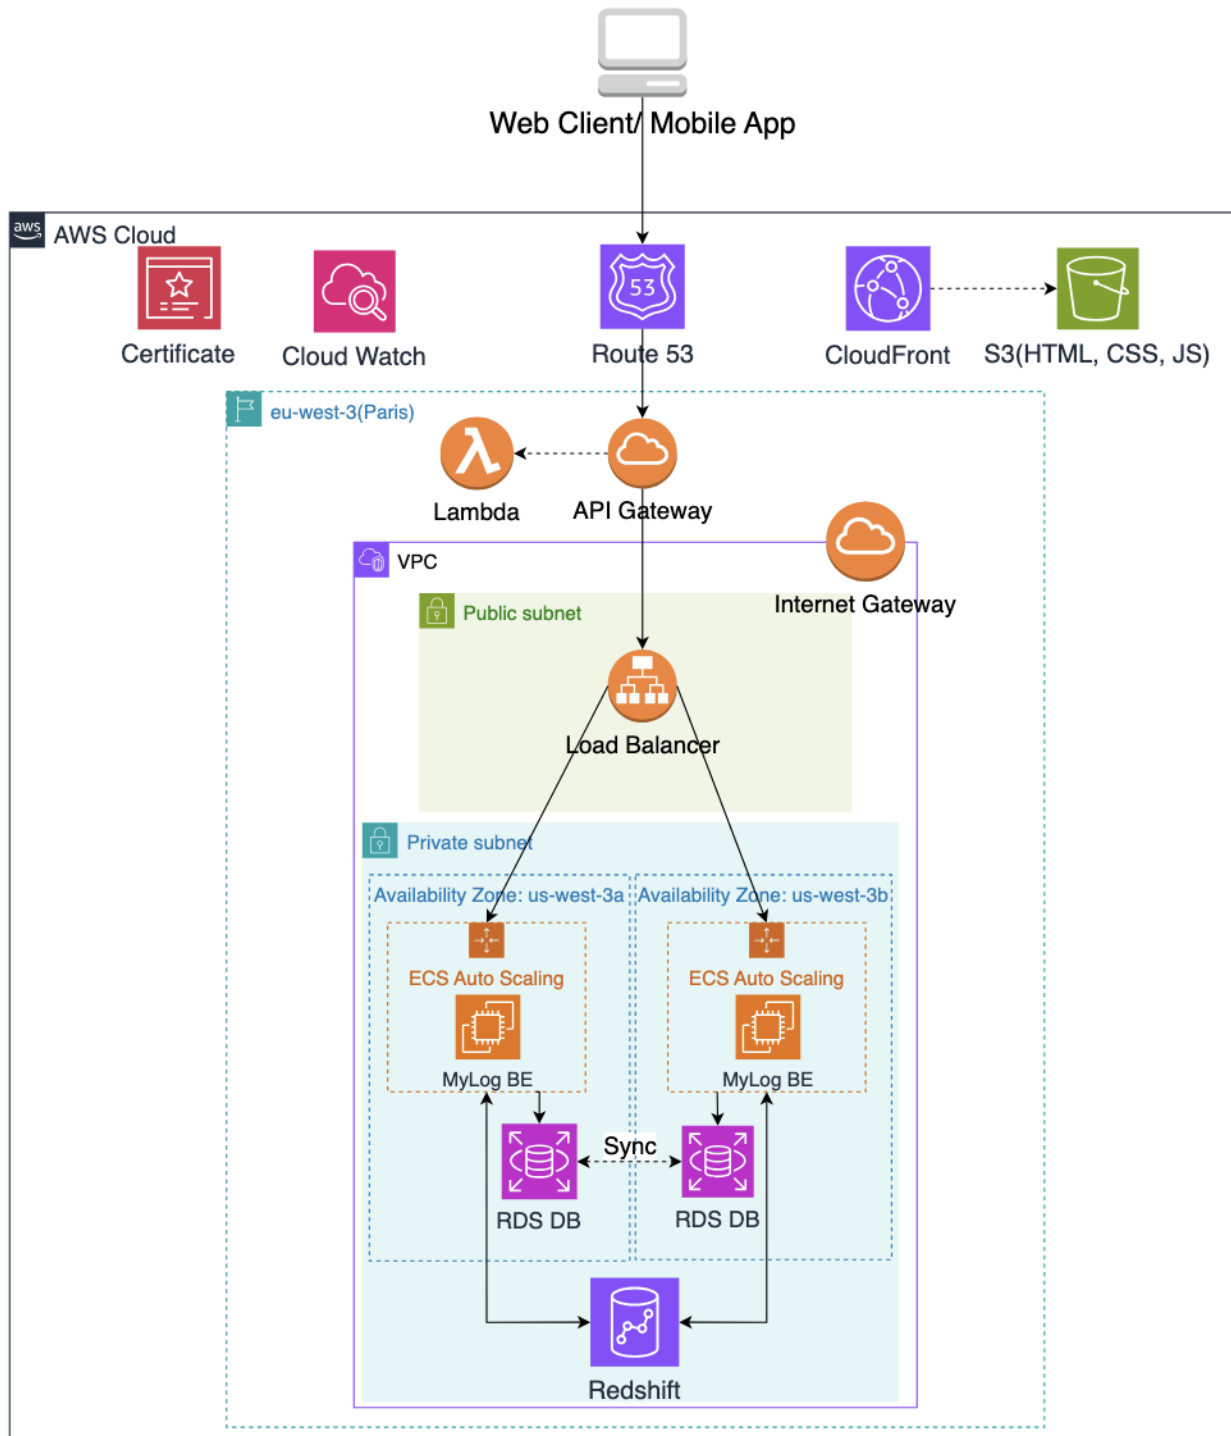 Web Client/ Mobile App
aws
AWS Cloud
53
Certificate
Cloud Watch
Route 53
CloudFront
S3(HTML, CSS, JS)
eu-west-3(Paris)
Lambda
API Gateway
VPC
Internet Gateway
Public subnet
Load Balancer
Private subnet
Availability Zone: us-west-3a
Availability Zone: us-west-3b
ECS Auto Scaling
ECS Auto Scaling
MyLog BE
MyLog BE
Sync
RDS DB
RDS DB
Redshift